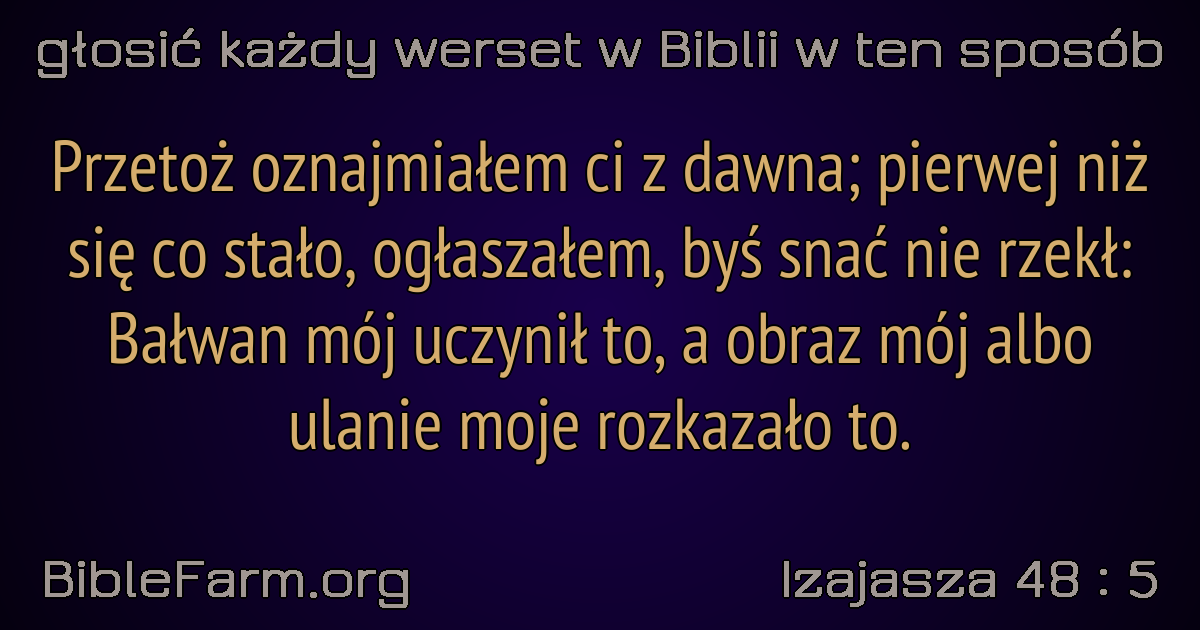 głosić każdy werset w Biblii w ten sposób
Przetoż oznajmiałem ci z dawna; pierwej niż
się co stało, ogłaszałem, byś snać nie rzekł:
Bałwan mój uczynił to, a obraz mój albo
ulanie moje rozkazało to.
BibleFarm.org
Izajasza 48 : 5